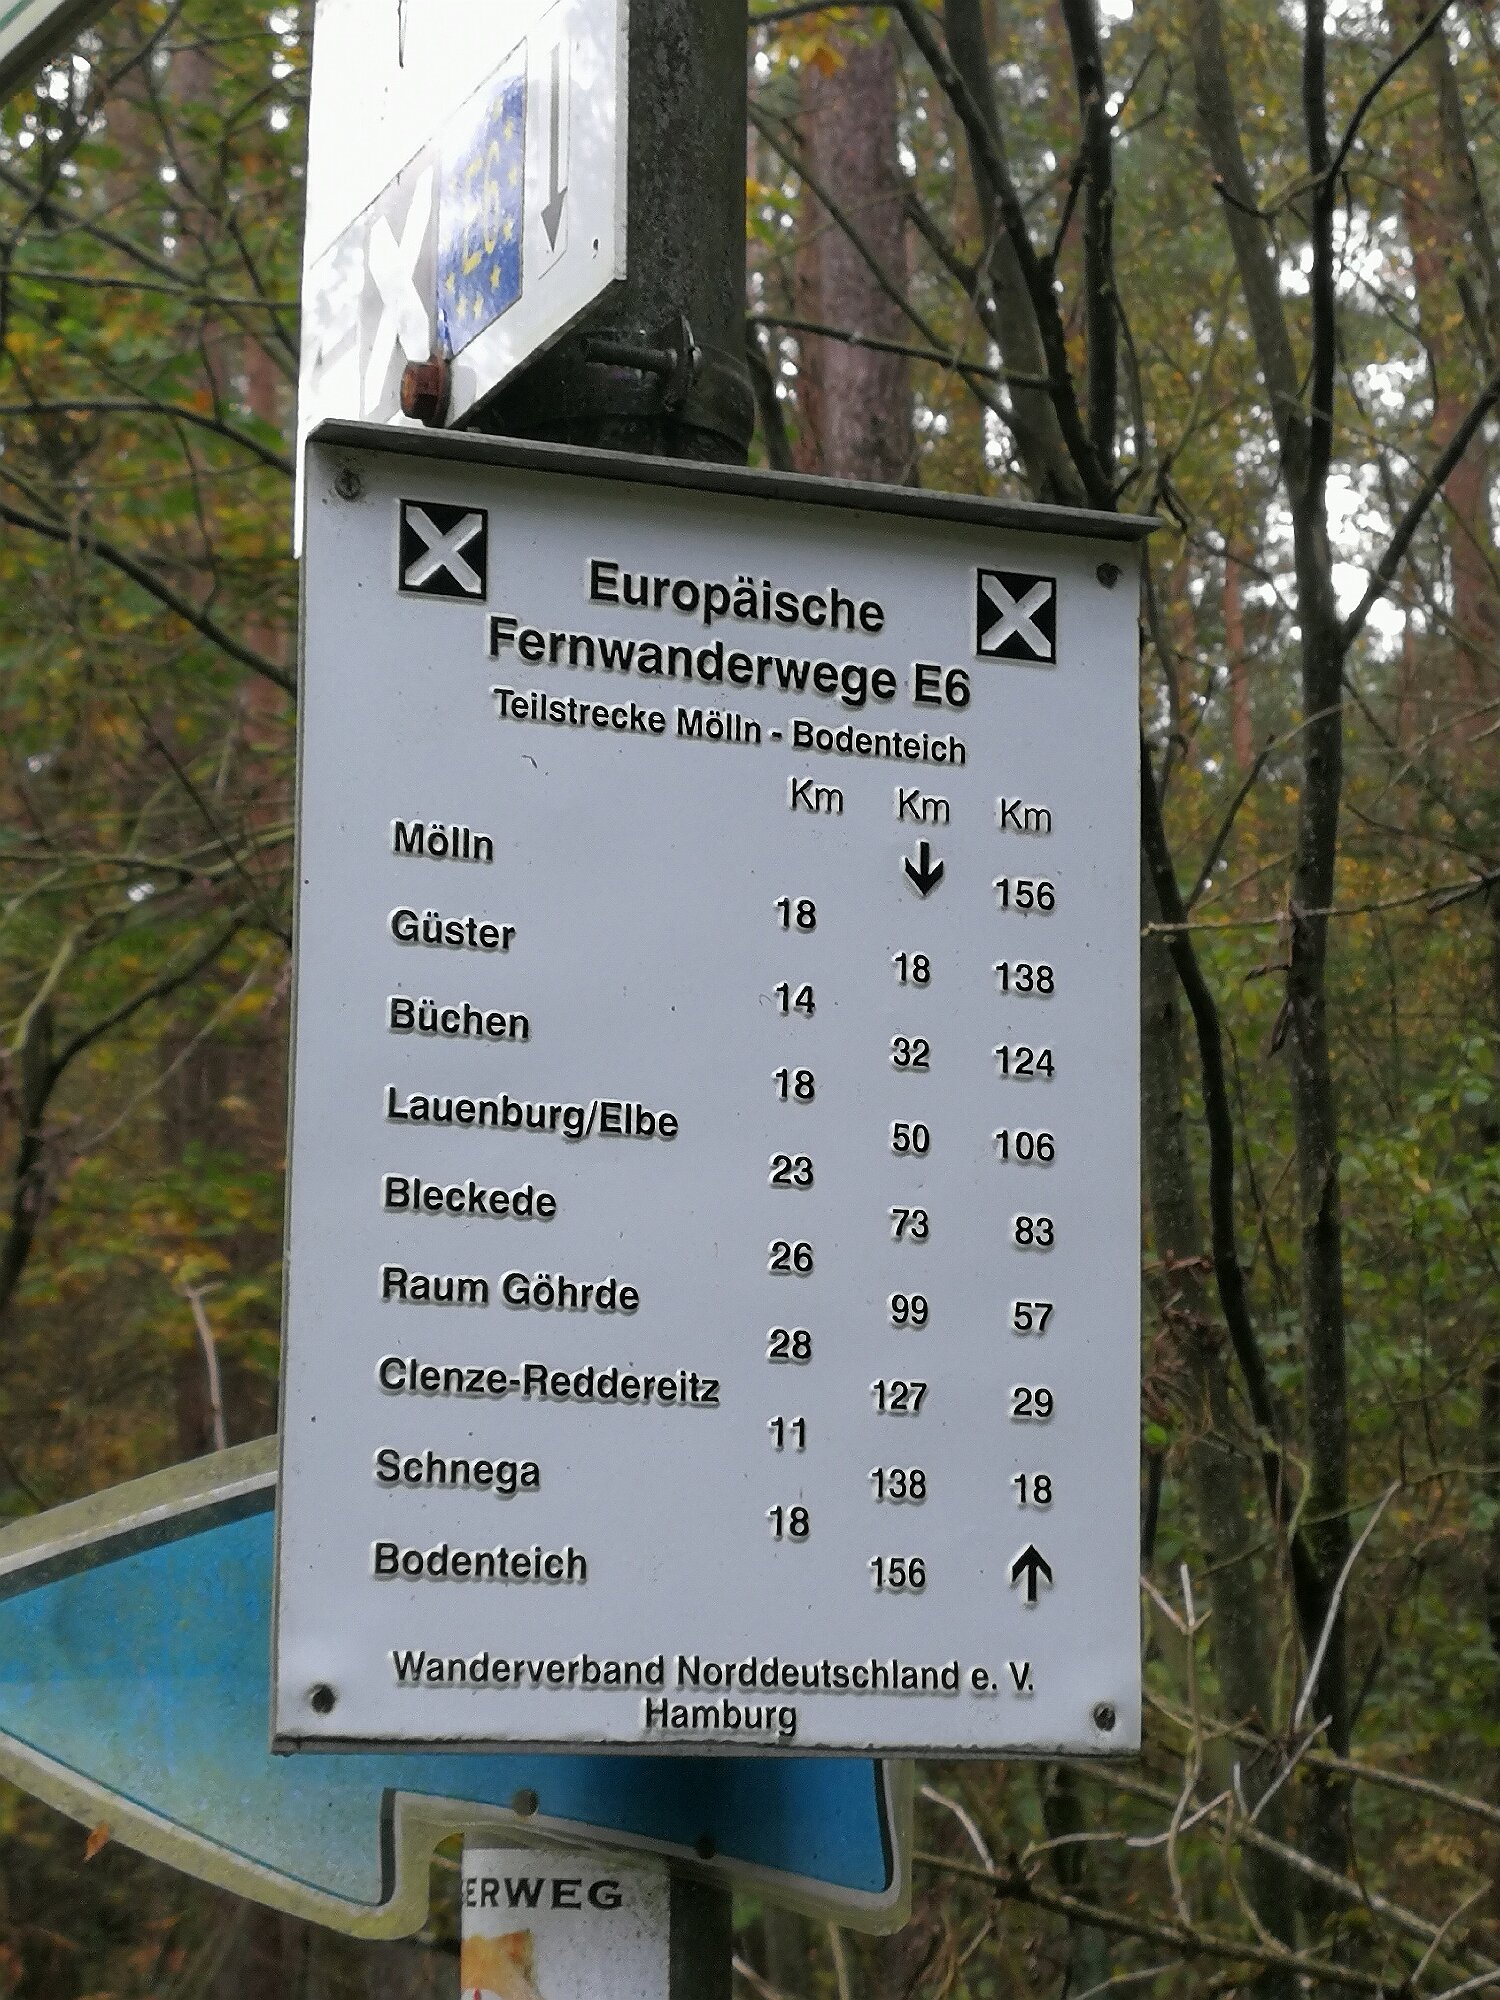 E6
Europäische
Fernwanderwege E6
Teilstrecke Mölln - Bodenteich
Km Km Km
Mölln 156
18
Güster 18 138
14
Büchen 32 124
18
Lauenburg/Elbe 50 106
23
Bleckede 73 83
26
Raum Göhrde 99 57
28
Clenze-Reddereitz 127 29
11
Schnega 138 18
18
Bodenteich 156
Wanderverband Norddeutschland e. V.
Hamburg
ERWEG